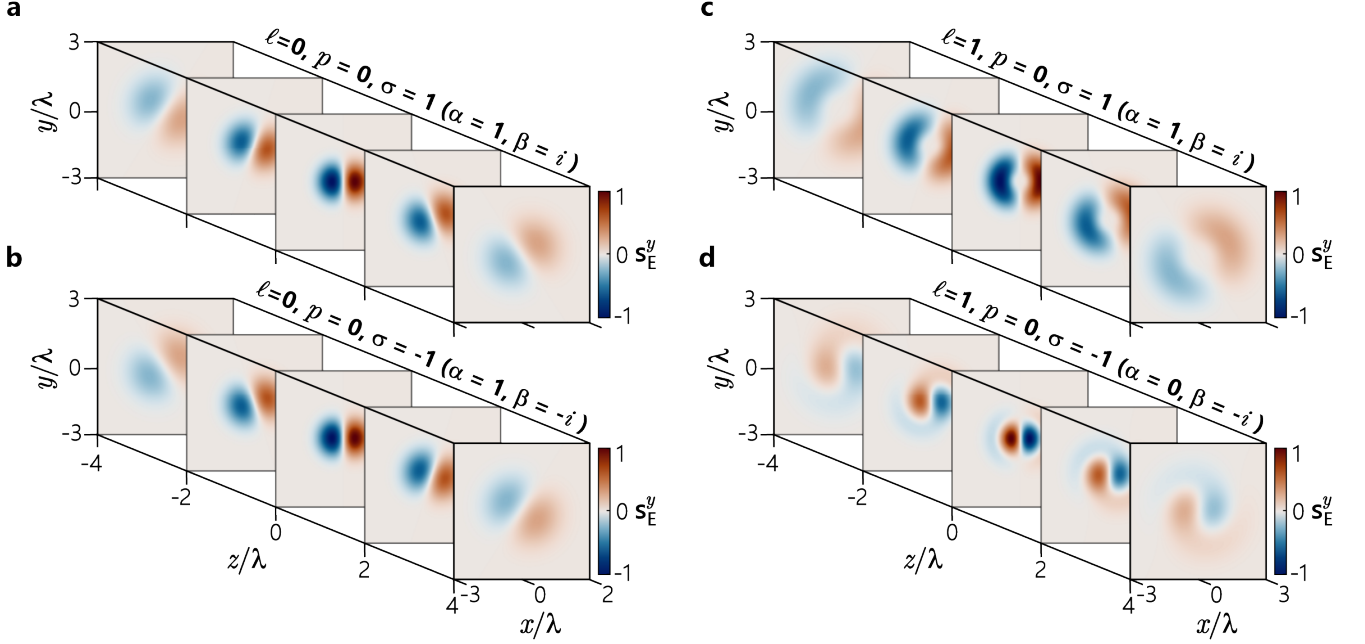 a
ℓ=0, p = 0, σ = 1 (α = 1, β = i)
3
0
-3
y/λ
1
0
-1
s_E^y
b
ℓ=0, p = 0, σ = -1 (α = 1, β = -i)
3
0
-3
y/λ
-4
-2
0
2
4
z/λ
-3
0
2
x/λ
1
0
-1
s_E^y
c
ℓ=1, p = 0, σ = 1 (α = 1, β = i)
3
0
-3
y/λ
1
0
-1
s_E^y
d
ℓ=1, p = 0, σ = -1 (α = 0, β = -i)
3
0
-3
y/λ
-4
-2
0
2
4
z/λ
-3
0
3
x/λ
1
0
-1
s_E^y